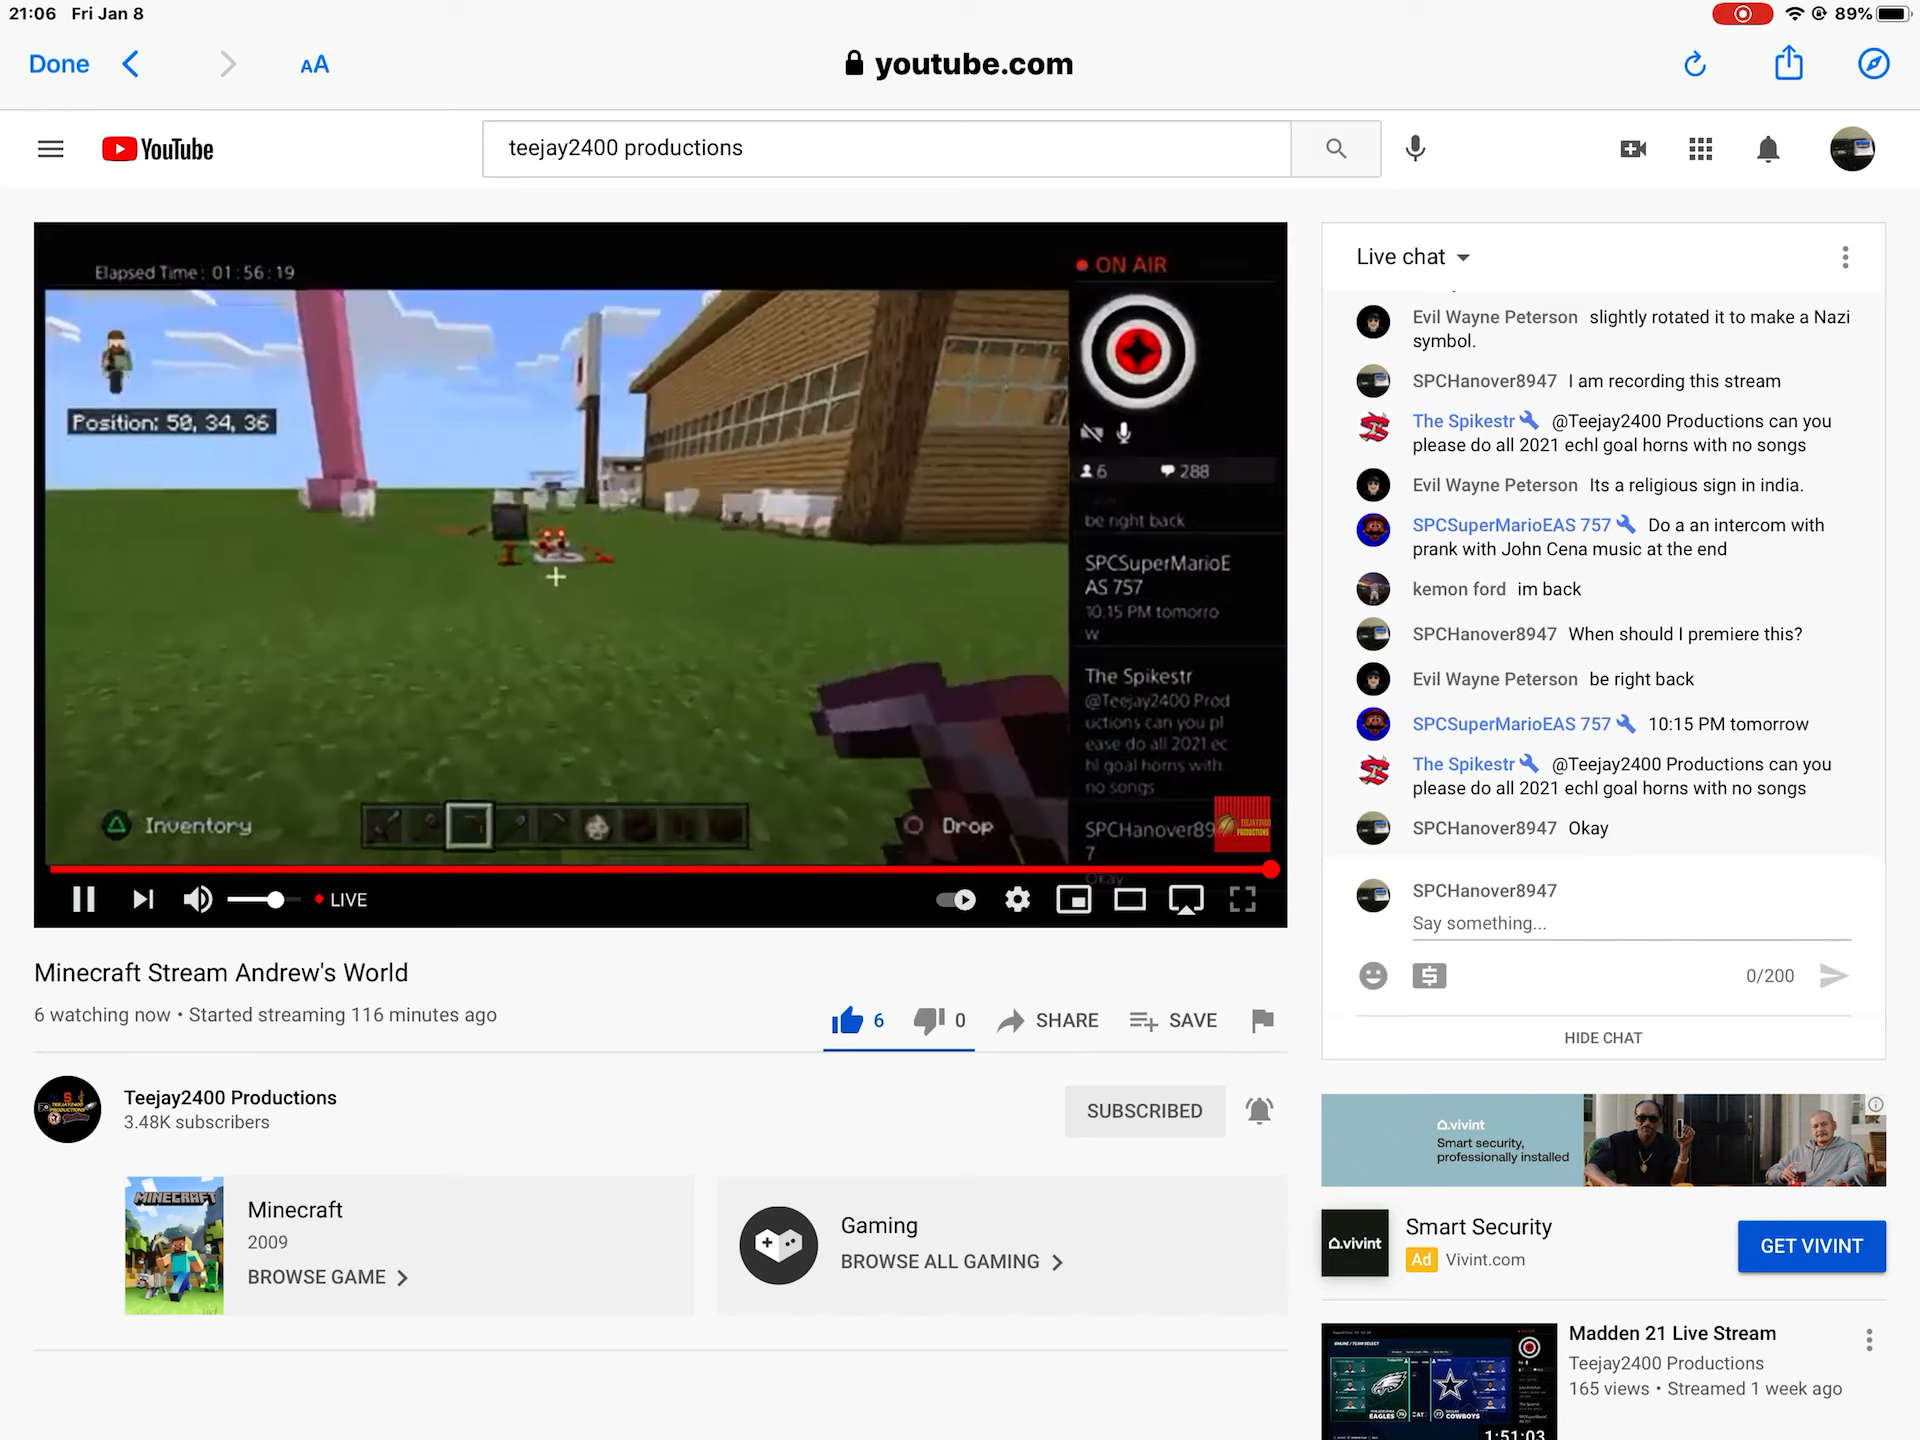 21:06 Fri Jan 8
89%
Done
AA
youtube.com
YouTube
teejay2400 productions
Elapsed Time: 01:56:19
ON AIR
Position: 50, 34, 36
6
288
be right back
SPCSuperMarioE
AS 757
10:15 PM tomorro
w
The Spikestr
@Teejay2400 Prod
uctions can you pl
ease do all 2021 ec
hl goal horns with
no songs
SPCHanover89
7
Okay
TEEJAY2400
PRODUCTIONS
Inventory
Drop
LIVE
Minecraft Stream Andrew's World
6 watching now • Started streaming 116 minutes ago
6
0
SHARE
SAVE
Teejay2400 Productions
3.48K subscribers
SUBSCRIBED
MINECRAFT
Minecraft
2009
BROWSE GAME
Gaming
BROWSE ALL GAMING
Live chat
Evil Wayne Peterson slightly rotated it to make a Nazi
symbol.
SPCHanover8947 I am recording this stream
The Spikestr @Teejay2400 Productions can you
please do all 2021 echl goal horns with no songs
Evil Wayne Peterson Its a religious sign in india.
SPCSuperMarioEAS 757 Do a an intercom with
prank with John Cena music at the end
kemon ford im back
SPCHanover8947 When should I premiere this?
Evil Wayne Peterson be right back
SPCSuperMarioEAS 757 10:15 PM tomorrow
The Spikestr @Teejay2400 Productions can you
please do all 2021 echl goal horns with no songs
SPCHanover8947 Okay
SPCHanover8947
Say something...
0/200
HIDE CHAT
vivint
Smart security,
professionally installed
vivint
Smart Security
Ad Vivint.com
GET VIVINT
Madden 21 Live Stream
Teejay2400 Productions
165 views • Streamed 1 week ago
EAGLES
COWBOYS
1:51:03